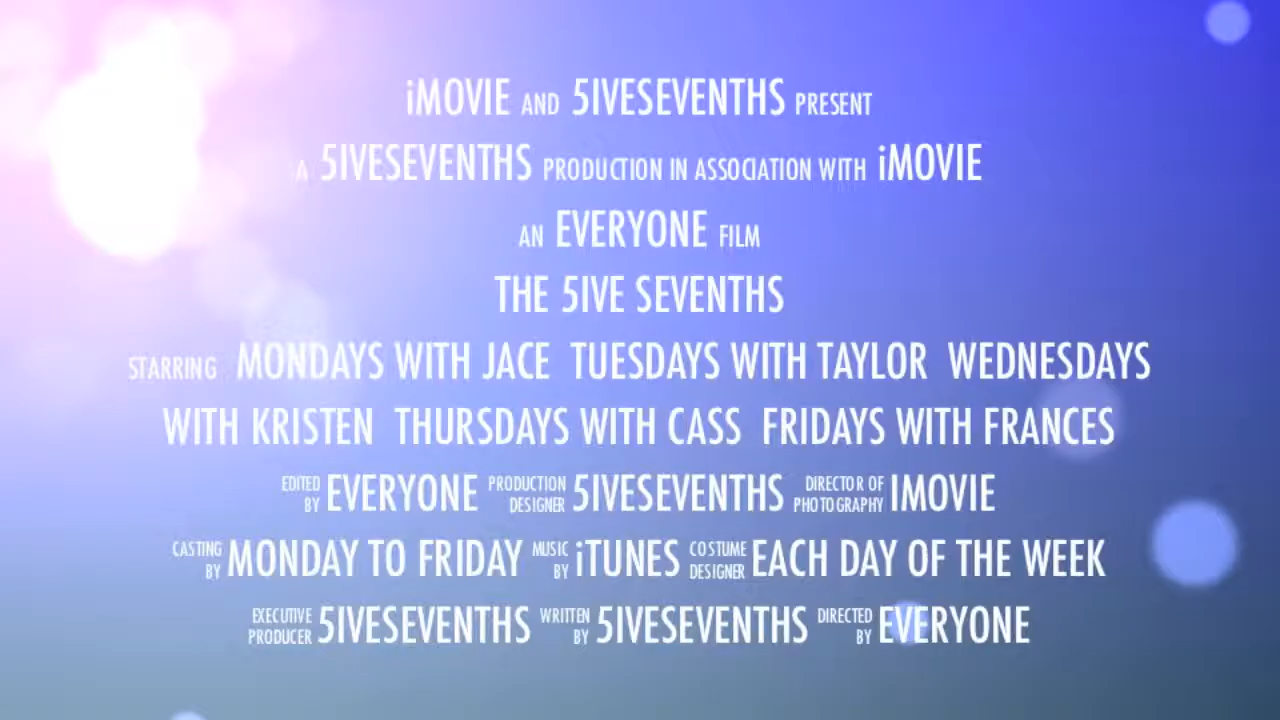 iMOVIE AND 5IVESEVENTHS PRESENT
A 5IVESEVENTHS PRODUCTION IN ASSOCIATION WITH iMOVIE
AN EVERYONE FILM
THE 5IVE SEVENTHS
STARRING MONDAYS WITH JACE TUESDAYS WITH TAYLOR WEDNESDAYS
WITH KRISTEN THURSDAYS WITH CASS FRIDAYS WITH FRANCES
EDITED BY EVERYONE PRODUCTION DESIGNER 5IVESEVENTHS DIRECTOR OF PHOTOGRAPHY IMOVIE
CASTING BY MONDAY TO FRIDAY MUSIC BY iTUNES COSTUME DESIGNER EACH DAY OF THE WEEK
EXECUTIVE PRODUCER 5IVESEVENTHS WRITTEN BY 5IVESEVENTHS DIRECTED BY EVERYONE